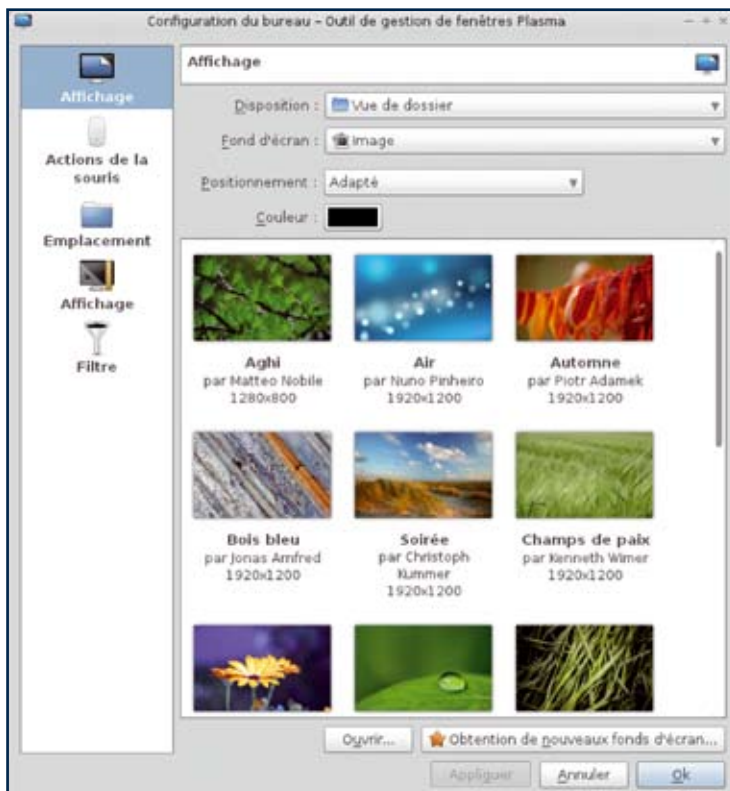 Configuration du bureau – Outil de gestion de fenêtres Plasma
Affichage
Actions de la
souris
Emplacement
Affichage
Filtre
Affichage
Disposition : Vue de dossier
Fond d'écran : Image
Positionnement : Adapté
Couleur :
Aghi
par Matteo Nobile
1280x800
Air
par Nuno Pinheiro
1920x1200
Automne
par Piotr Adamek
1920x1200
Bois bleu
par Jonas Arnfred
1920x1200
Soirée
par Christoph
Kummer
1920x1200
Champs de paix
par Kenneth Wimer
1920x1200
Ouvrir...
Obtention de nouveaux fonds d'écran...
Appliquer
Annuler
Ok